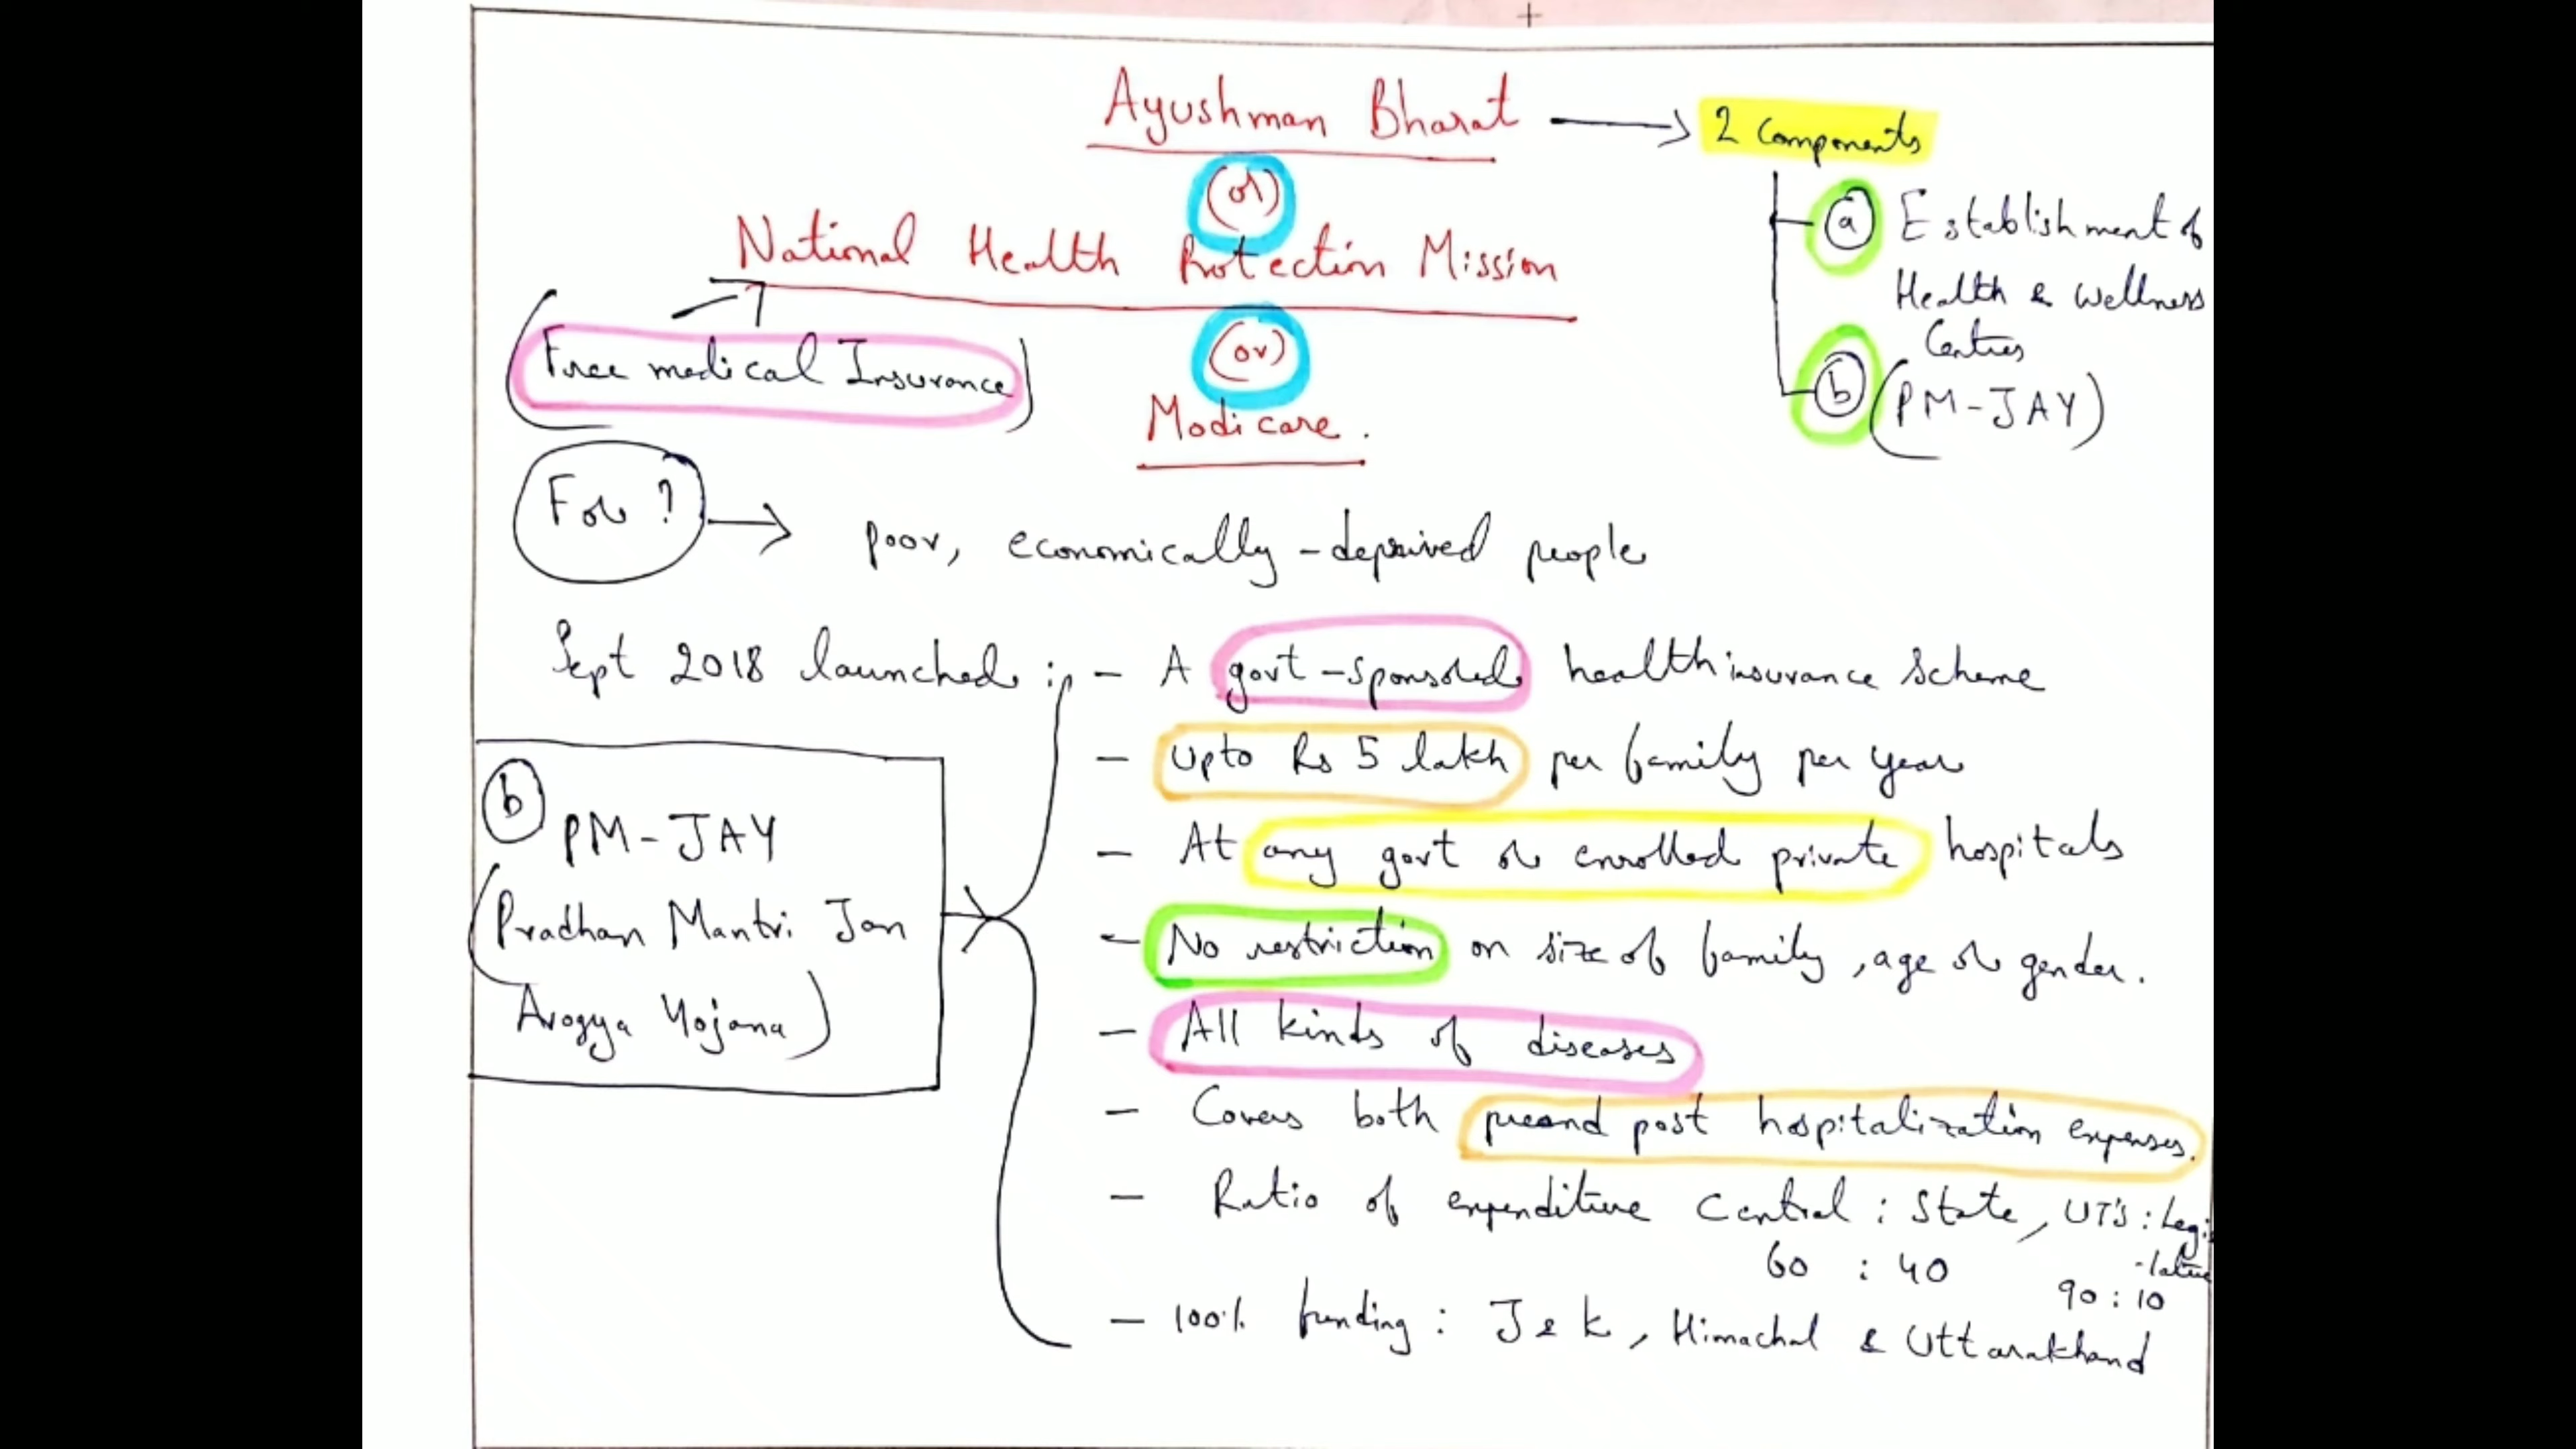 Ayushman Bharat → 2 Components
(or)
National Health Protection Mission
(Free medical Insurance)
(or)
Modicare.
(a) Establishment of
Health & Wellness
Centres
(b) (PM-JAY)
For ? → poor, economically-deprived people
Sept 2018 launched :
- A govt-sponsored health insurance scheme
- Upto Rs 5 lakh per family per year
- At any govt or enrolled private hospitals
- No restriction on size of family, age or gender.
- All kinds of diseases
- Covers both pre and post hospitalization expenses.
- Ratio of expenditure Central : State, UT's : Legis
-lature
60 : 40
90 : 10
- 100% funding : J & K, Himachal & Uttarakhand
(b) PM-JAY
(Pradhan Mantri Jan
Arogya Yojana)